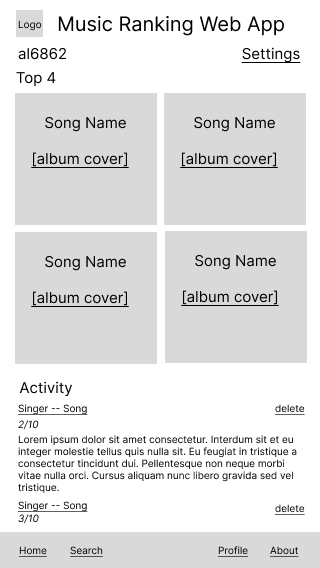 Logo Music Ranking Web App
al6862 Settings
Top 4
Song Name Song Name
[album cover] [album cover]
Song Name Song Name
[album cover] [album cover]
Activity
Singer -- Song delete
2/10
Lorem ipsum dolor sit amet consectetur. Interdum sit et eu
integer molestie tellus quis nulla sit. Eu feugiat in tristique a
consectetur tincidunt dui. Pellentesque non neque morbi
vitae nulla orci. Cursus aliquam nunc libero gravida sed vel
tristique.
Singer -- Song delete
3/10
Home Search Profile About